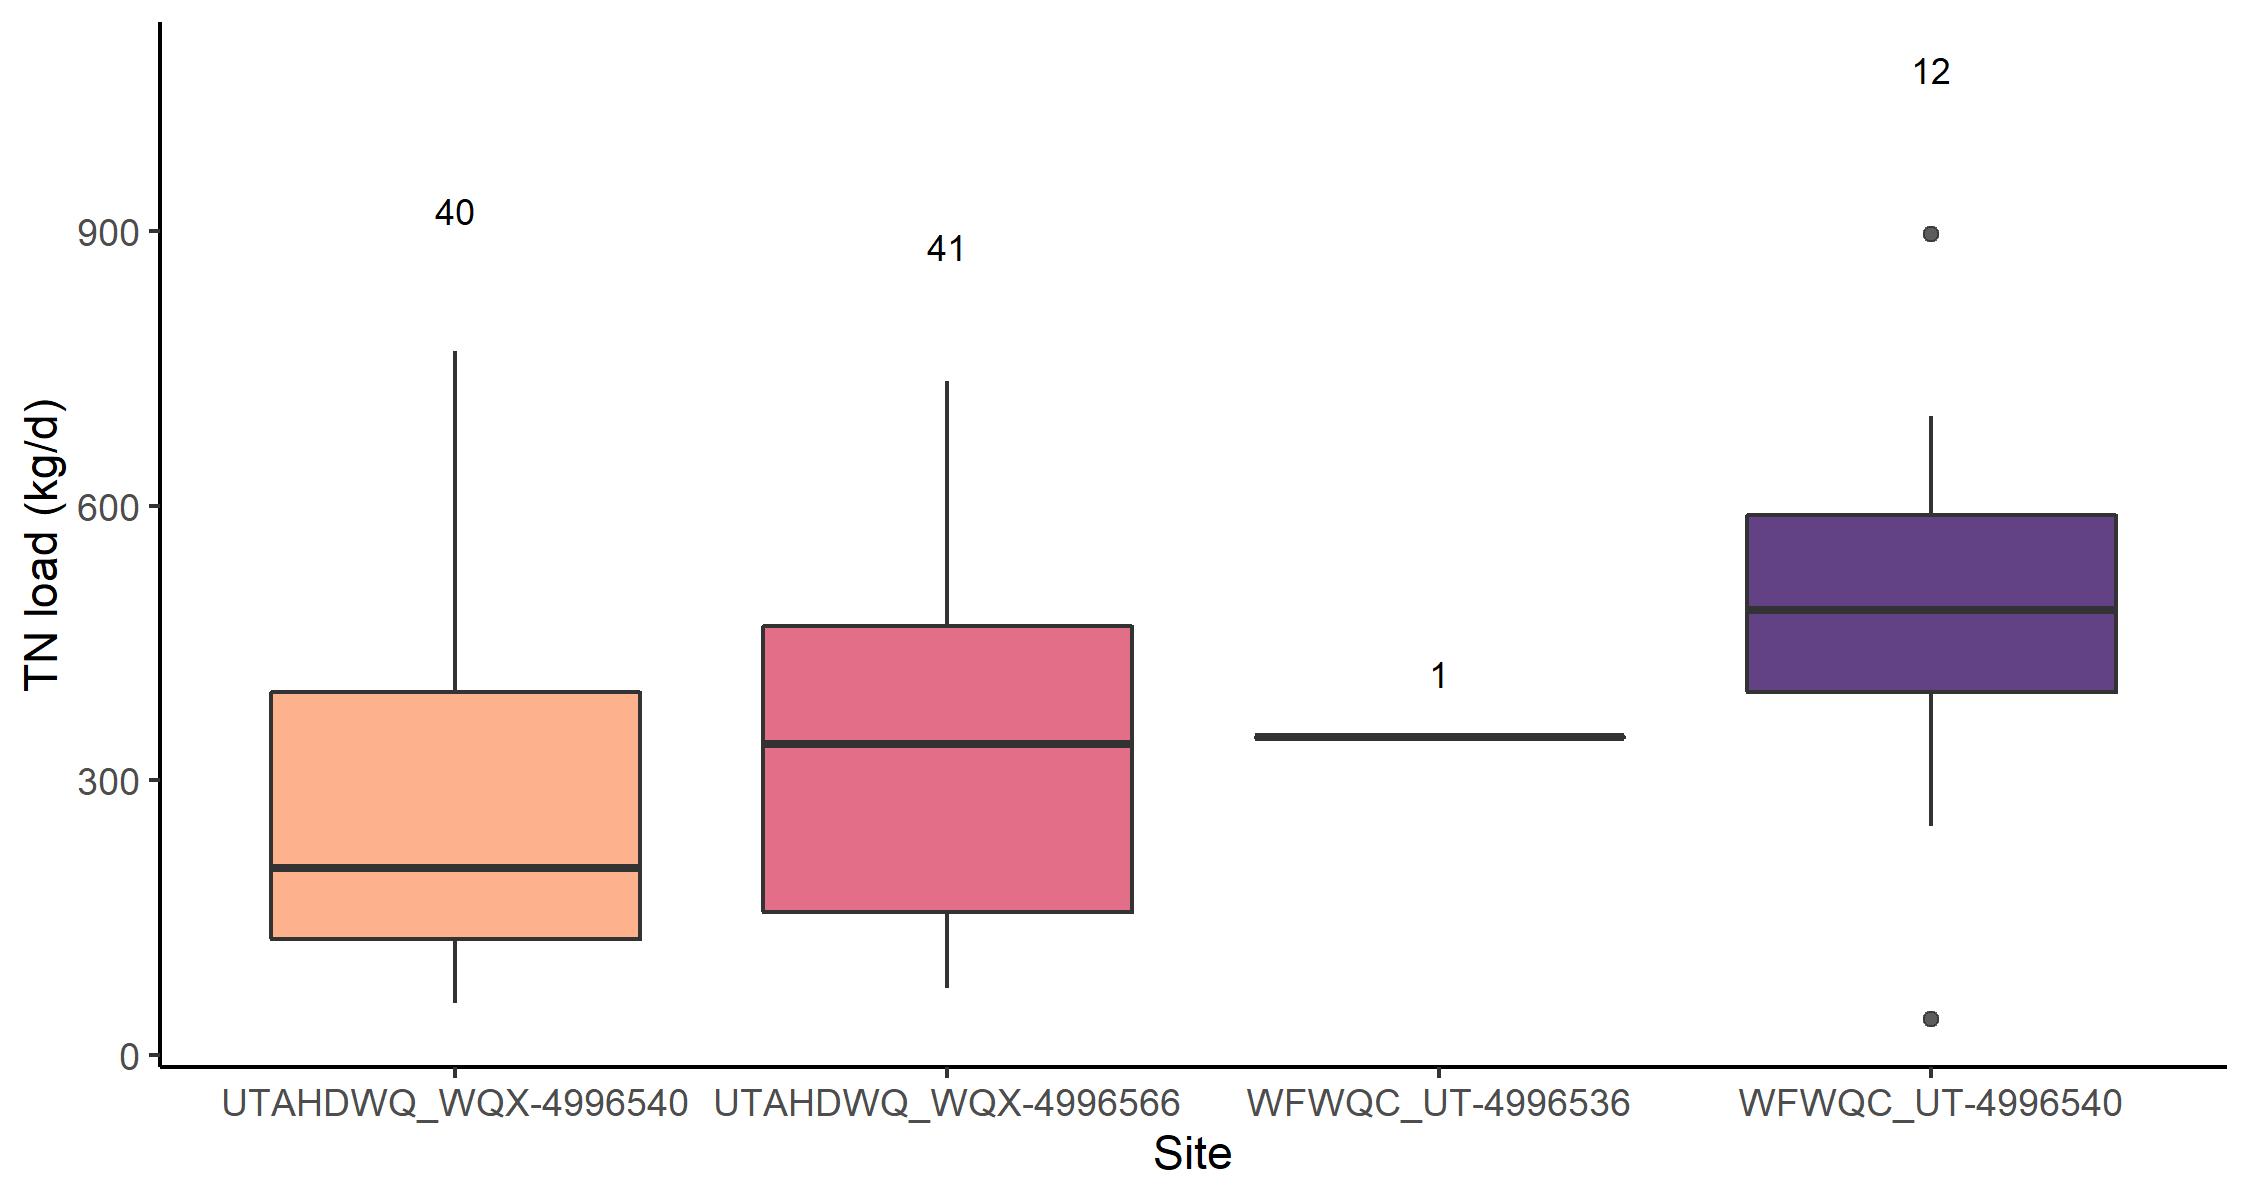 12
40
900
41
TN load (kg/d)
600
1
300
0
UTAHDWQ_WQX-4996540 UTAHDWQ_WQX-4996566 WFWQC_UT-4996536 WFWQC_UT-4996540
Site